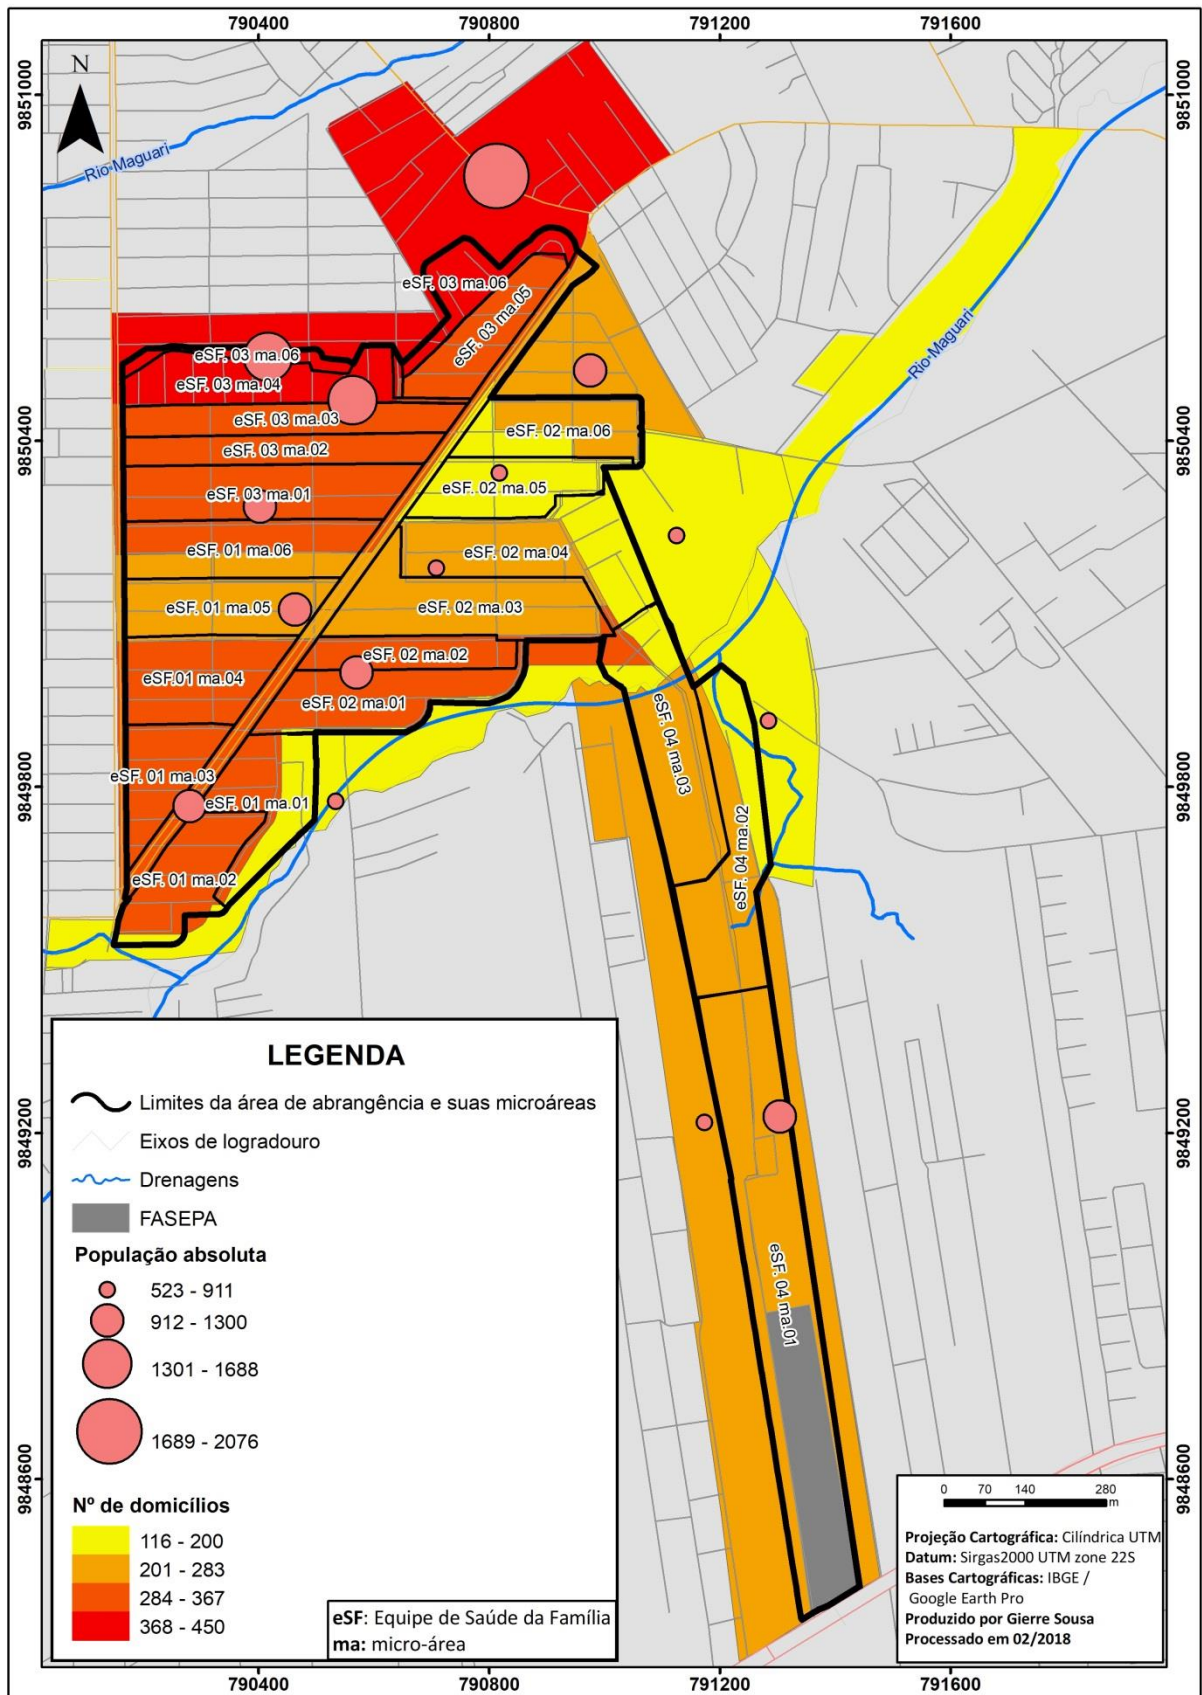 790400 790800 791200 791600
9851000 9851000
N
Rio Maguari
eSF. 03 ma.06
eSF. 03 ma.05
Rio Maguari
eSF. 03 ma.06
eSF. 03 ma.04
eSF. 03 ma.03
eSF. 02 ma.06
9850400 9850400
eSF. 03 ma.02
eSF. 02 ma.05
eSF. 03 ma.01
eSF. 01 ma.06
eSF. 02 ma.04
eSF. 01 ma.05
eSF. 02 ma.03
eSF. 02 ma.02
eSF.01 ma.04
eSF. 02 ma.01
eSF. 04 ma.03
eSF. 01 ma.03
9849800 9849800
eSF. 01 ma.01
eSF. 01 ma.02
eSF. 04 ma.02
LEGENDA
Limites da área de abrangência e suas microáreas
Eixos de logradouro
Drenagens
FASEPA
9849200 9849200
População absoluta
523 - 911
912 - 1300
1301 - 1688
1689 - 2076
eSF. 04 ma.01
9848600 9848600
Nº de domicílios
116 - 200
201 - 283
284 - 367
368 - 450
eSF: Equipe de Saúde da Família
ma: micro-área
0 70 140 280
m
Projeção Cartográfica: Cilíndrica UTM
Datum: Sirgas2000 UTM zone 22S
Bases Cartográficas: IBGE /
Google Earth Pro
Produzido por Gierre Sousa
Processado em 02/2018
790400 790800 791200 791600